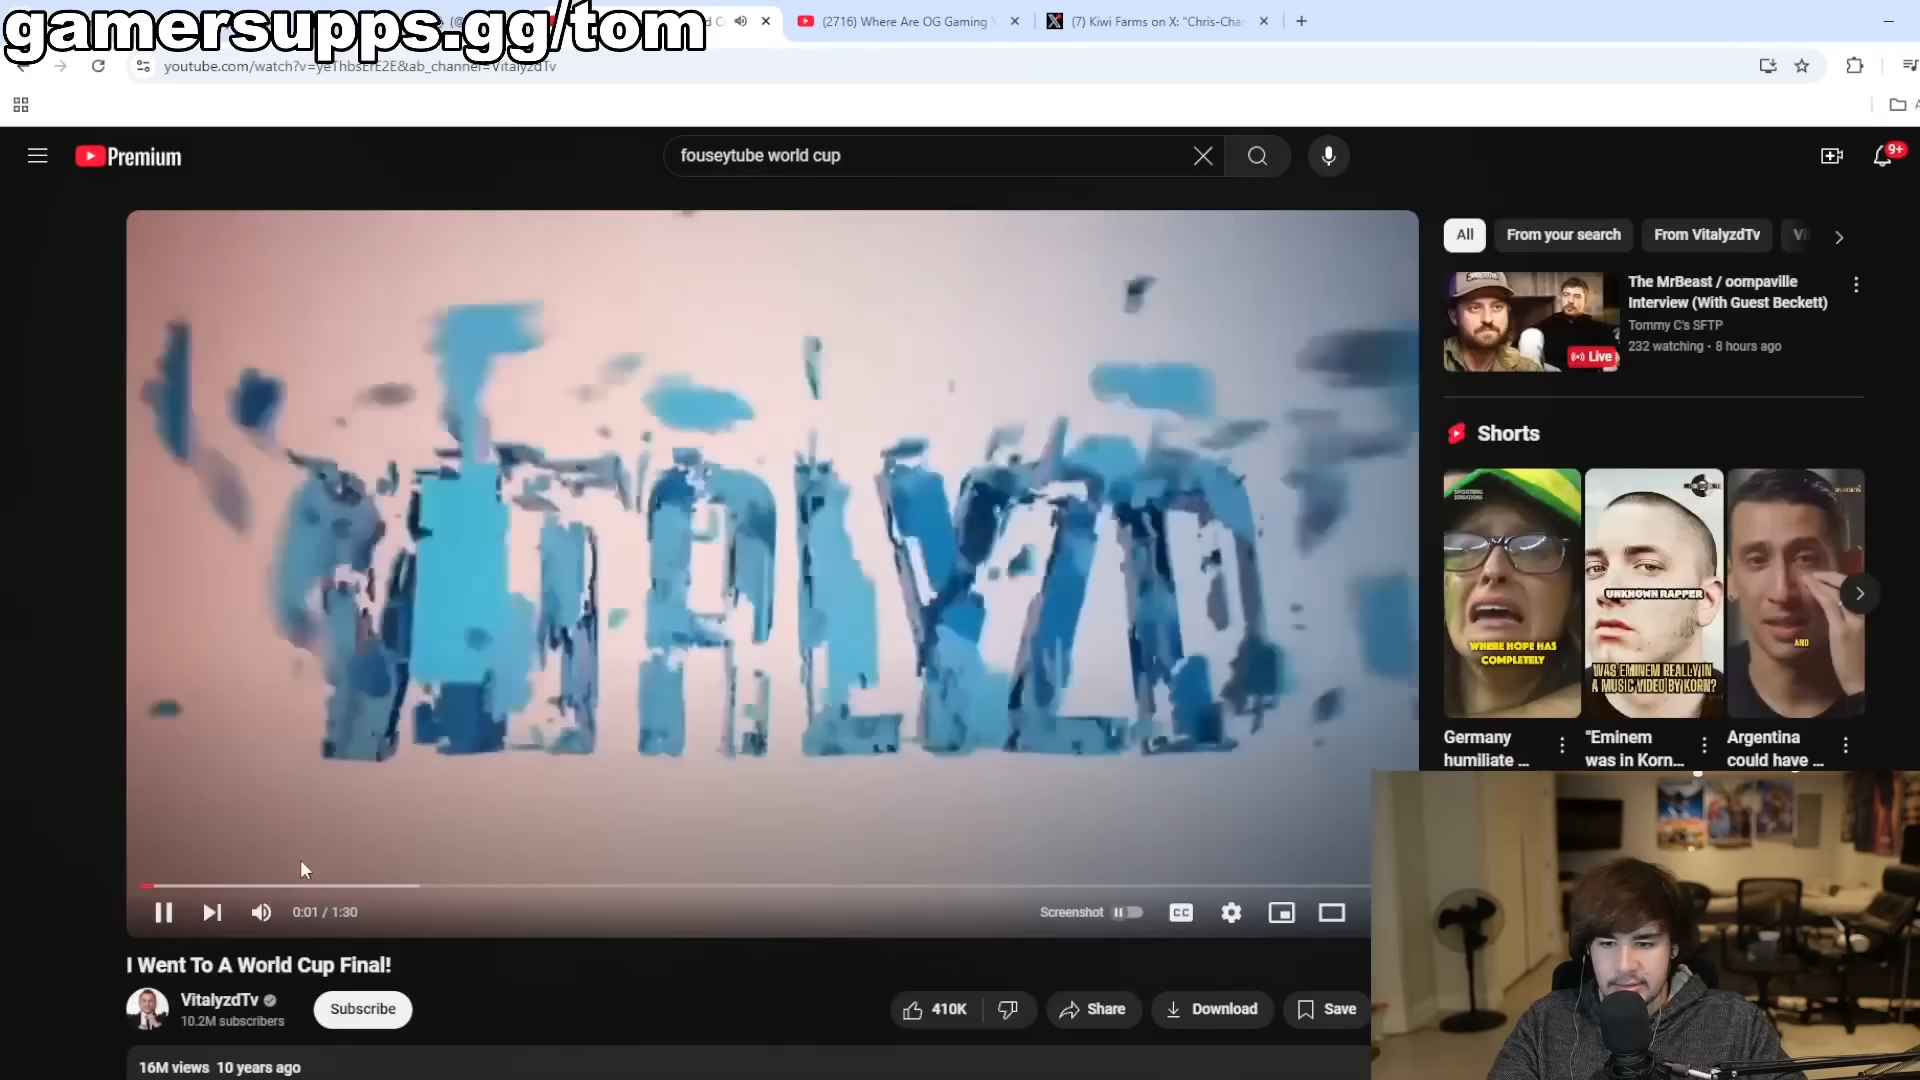 gamersupps.gg/tom
(2716) Where Are OG Gaming
(7) Kiwi Farms on X: "Chris-Cha
youtube.com/watch?v=yeThbsErE2E&ab_channel=VitalyzdTv
Premium
fouseytube world cup
9+
All
From your search
From VitalyzdTv
Vi
VITALYZD
The MrBeast / oompaville
Interview (With Guest Beckett)
Tommy C's SFTP
232 watching • 8 hours ago
Live
Shorts
WHERE HOPE HAS
COMPLETELY
UNKNOWN RAPPER
WAS EMINEM REALLY IN
A MUSIC VIDEO BY KORN?
AND
Germany
humiliate ...
"Eminem
was in Korn...
Argentina
could have ...
0:01 / 1:30
Screenshot
CC
I Went To A World Cup Final!
VitalyzdTv
10.2M subscribers
Subscribe
410K
Share
Download
Save
16M views 10 years ago